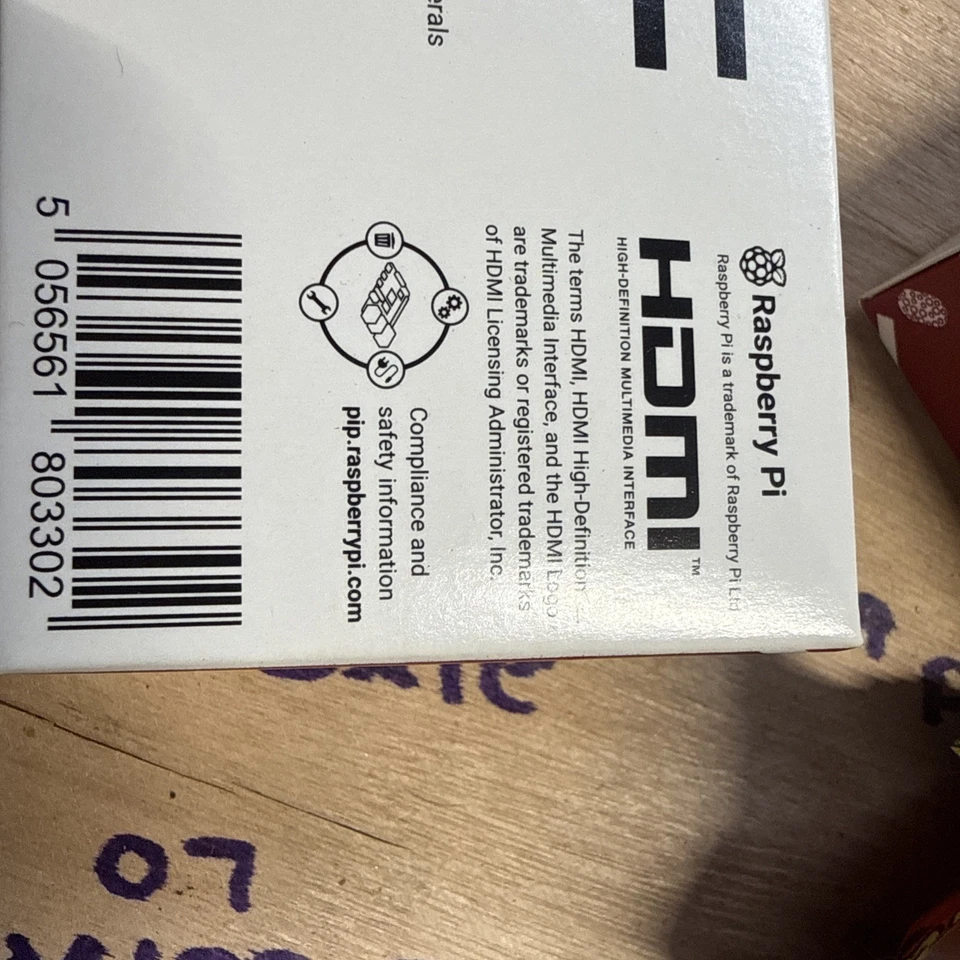 erals
Raspberry Pi
Raspberry Pi is a trademark of Raspberry Pi Ltd
HDMI™
HIGH-DEFINITION MULTIMEDIA INTERFACE
The terms HDMI, HDMI High-Definition
Multimedia Interface, and the HDMI Logo
are trademarks or registered trademarks
of HDMI Licensing Administrator, Inc.
Compliance and
safety information
pip.raspberrypi.com
5 056561 803302
LO